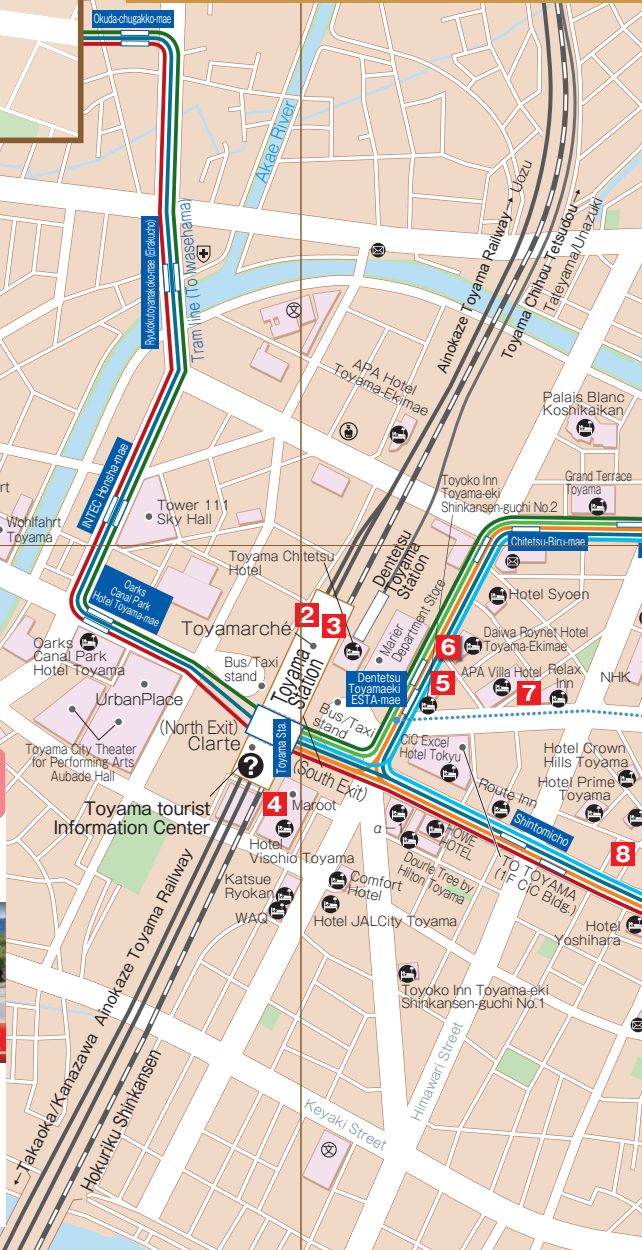 Okuda-chugakko-mae
Akae River
Ryukokutoyamakoko-mae (Eirakucho)
Tram line (To Iwasehama)
Ainokaze Toyama Railway→ Uozu
Toyama Chihou-Tetsudou→
Tateyama/Unazuki
APA Hotel
Toyama-Ekimae
Palais Blanc
Koshikaikan
INTEC Honsha-mae
Tower 111
Sky Hall
rt
Wohlfahrt
Toyama
Toyoko Inn
Toyama-eki
Shinkansen-guchi No.2
Grand Terrace
Toyama
Chitetsu-Biru-mae
Toyama Chitetsu
Hotel
Dentetsu
Toyama
Station
Oarks
Canal Park
Hotel Toyama-mae
Hotel Syoen
Toyamarche
2
3
Marier
Department Store
6
Daiwa Roynet Hotel
Toyama-Ekimae
Oarks
Canal Park
Hotel Toyama
Bus/Taxi
stand
Toyama
Station
Dentetsu
Toyamaeki
ESTA-mae
5
APA Villa Hotel
7
Relax
Inn
NHK
UrbanPlace
Bus/Taxi
stand
(North Exit)
Clarte
Toyama Sta.
Toyama City Theater
for Performing Arts
Aubade Hall
CiC Excel
Hotel Tokyu
Hotel Crown
Hills Toyama
?
(South Exit)
Hotel Prime
Toyama
Route-Inn
Toyama tourist
Information Center
4
Maroot
α-1
HOWE
HOTEL
Shintomicho
8
Hotel
Vischio Toyama
Double Tree by
Hilton Toyama
TO TOYAMA
(1F CiC Bldg.)
Katsue
Ryokan
Comfort
Hotel
WAQ
Hotel JALCity Toyama
Hotel
Yoshihara
Toyoko Inn Toyama-eki
Shinkansen-guchi No.1
←Takaoka/Kanazawa Ainokaze Toyama Railway
Hokuriku Shinkansen
Himawari Street
Keyaki Street
文
文